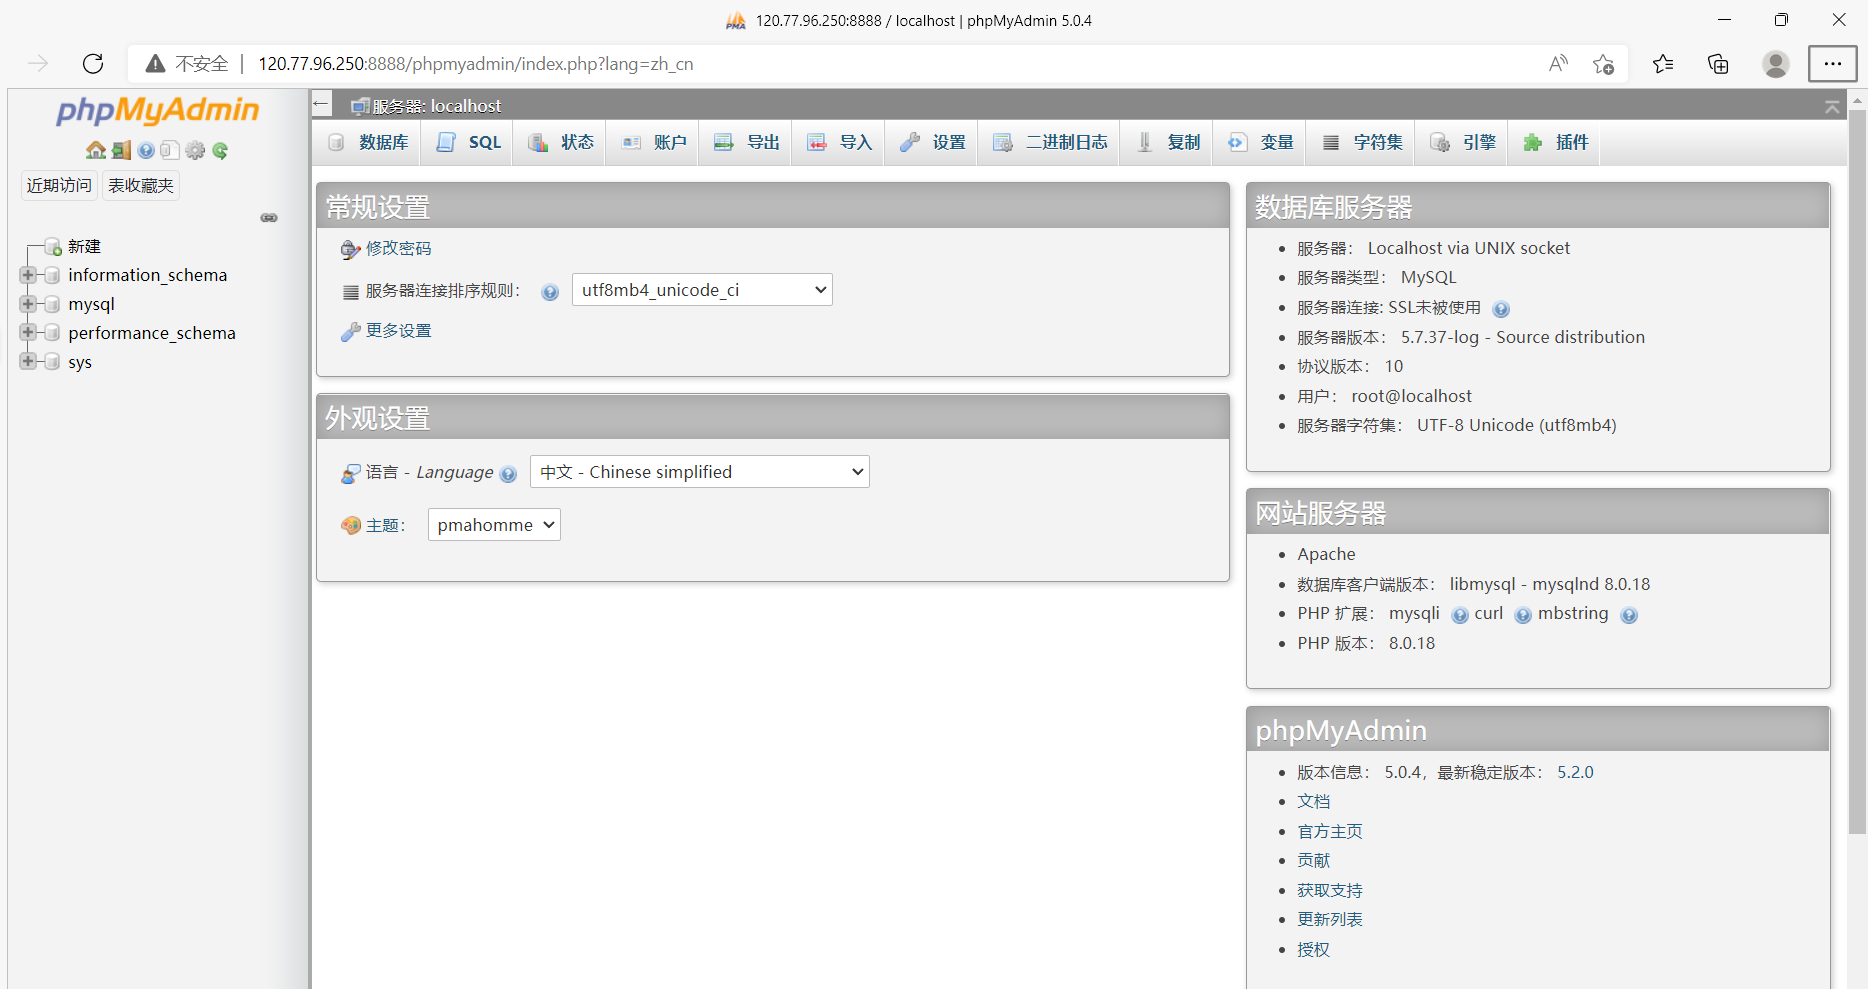 120.77.96.250:8888 / localhost | phpMyAdmin 5.0.4
不安全 | 120.77.96.250:8888/phpmyadmin/index.php?lang=zh_cn
phpMyAdmin
近期访问 表收藏夹
新建
information_schema
mysql
performance_schema
sys
服务器: localhost
数据库 SQL 状态 账户 导出 导入 设置 二进制日志 复制 变量 字符集 引擎 插件
常规设置
修改密码
服务器连接排序规则： utf8mb4_unicode_ci
更多设置
外观设置
语言 - Language 中文 - Chinese simplified
主题： pmahomme
数据库服务器
服务器： Localhost via UNIX socket
服务器类型： MySQL
服务器连接: SSL未被使用
服务器版本： 5.7.37-log - Source distribution
协议版本： 10
用户： root@localhost
服务器字符集： UTF-8 Unicode (utf8mb4)
网站服务器
Apache
数据库客户端版本： libmysql - mysqlnd 8.0.18
PHP 扩展： mysqli curl mbstring
PHP 版本： 8.0.18
phpMyAdmin
版本信息： 5.0.4，最新稳定版本： 5.2.0
文档
官方主页
贡献
获取支持
更新列表
授权